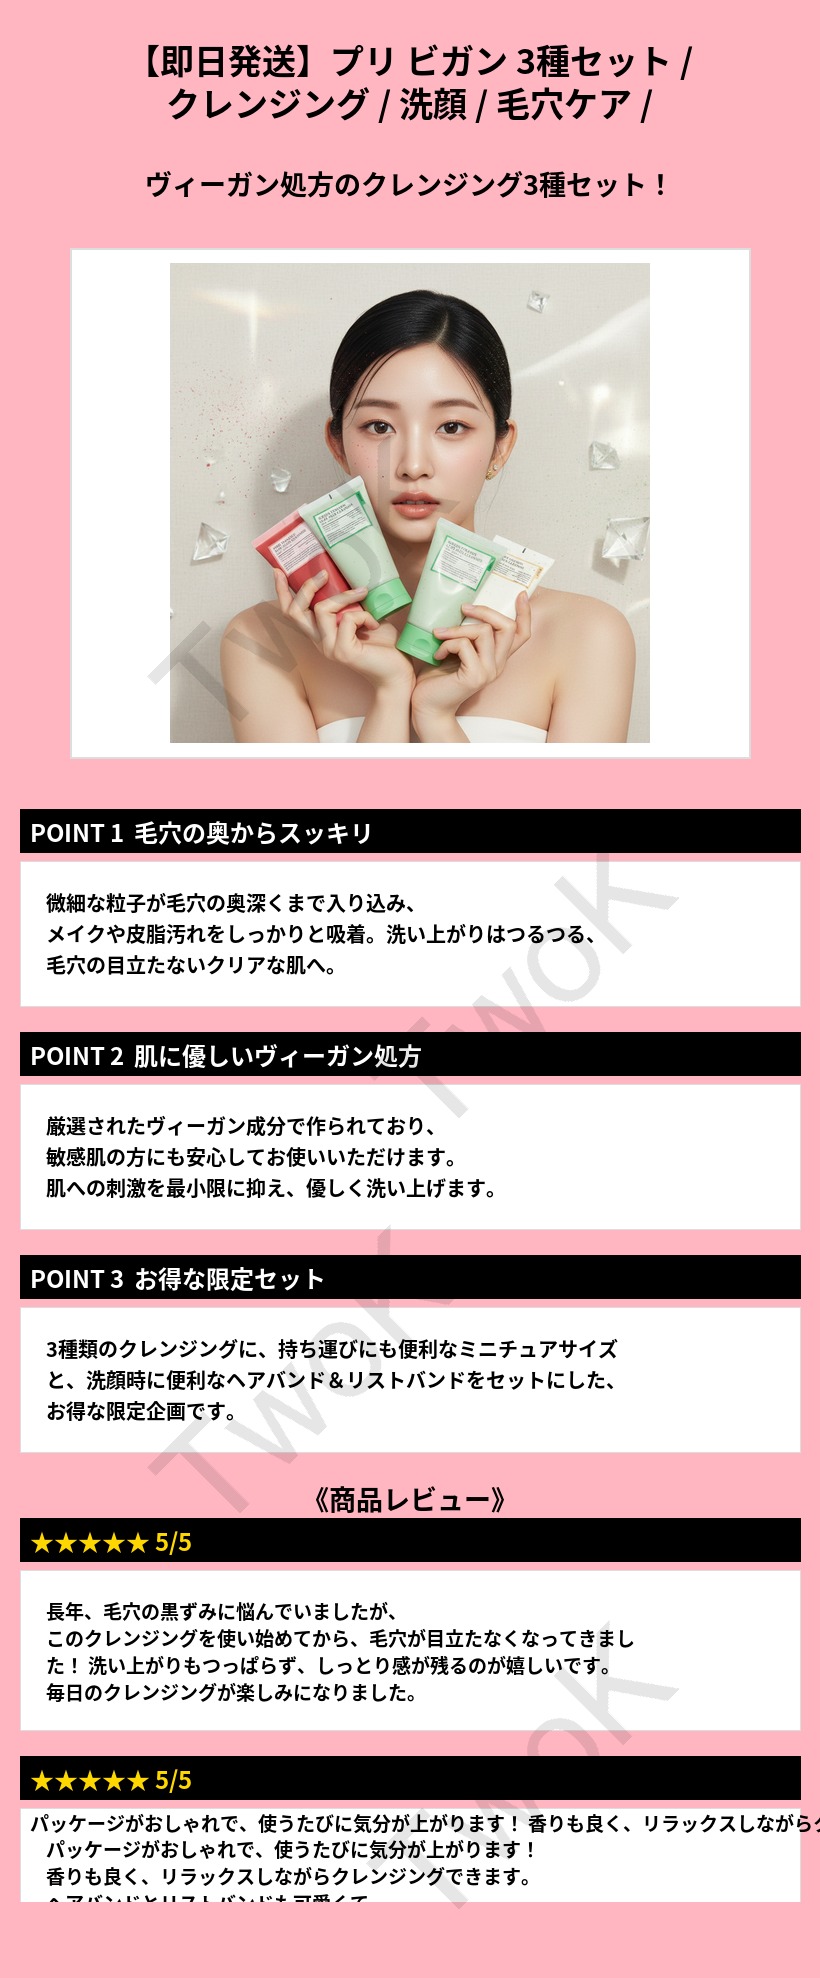 【即日発送】プリ ビガン 3種セット /
クレンジング / 洗顔 / 毛穴ケア /
ヴィーガン処方のクレンジング3種セット！
TwoK
POINT 1 毛穴の奥からスッキリ
微細な粒子が毛穴の奥深くまで入り込み、
メイクや皮脂汚れをしっかりと吸着。洗い上がりはつるつる、
毛穴の目立たないクリアな肌へ。
TwoK
POINT 2 肌に優しいヴィーガン処方
厳選されたヴィーガン成分で作られており、
敏感肌の方にも安心してお使いいただけます。
肌への刺激を最小限に抑え、優しく洗い上げます。
POINT 3 お得な限定セット
3種類のクレンジングに、持ち運びにも便利なミニチュアサイズ
と、洗顔時に便利なヘアバンド＆リストバンドをセットにした、
お得な限定企画です。
TwoK
《商品レビュー》
★★★★★ 5/5
長年、毛穴の黒ずみに悩んでいましたが、
このクレンジングを使い始めてから、毛穴が目立たなくなってきまし
た！ 洗い上がりもつっぱらず、しっとり感が残るのが嬉しいです。
毎日のクレンジングが楽しみになりました。
TwoK
★★★★★ 5/5
パッケージがおしゃれで、使うたびに気分が上がります！ 香りも良く、リラックスしながら
パッケージがおしゃれで、使うたびに気分が上がります！
香りも良く、リラックスしながらクレンジングできます。
ヘアバンドとリストバンドも可愛くて、